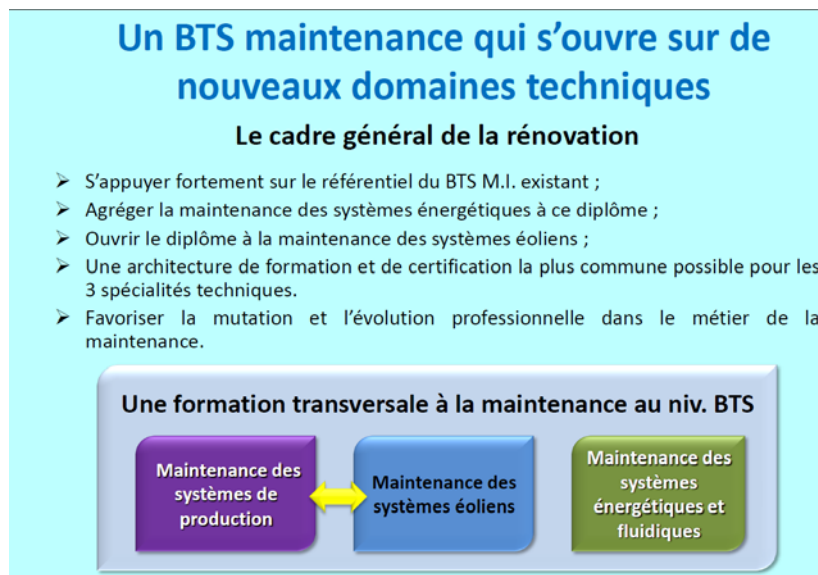 Un BTS maintenance qui s’ouvre sur de
nouveaux domaines techniques
Le cadre général de la rénovation
➢ S’appuyer fortement sur le référentiel du BTS M.I. existant ;
➢ Agréger la maintenance des systèmes énergétiques à ce diplôme ;
➢ Ouvrir le diplôme à la maintenance des systèmes éoliens ;
➢ Une architecture de formation et de certification la plus commune possible pour les
3 spécialités techniques.
➢ Favoriser la mutation et l’évolution professionnelle dans le métier de la
maintenance.
Une formation transversale à la maintenance au niv. BTS
Maintenance des
systèmes de
production
Maintenance des
systèmes éoliens
Maintenance des
systèmes
énergétiques et
fluidiques